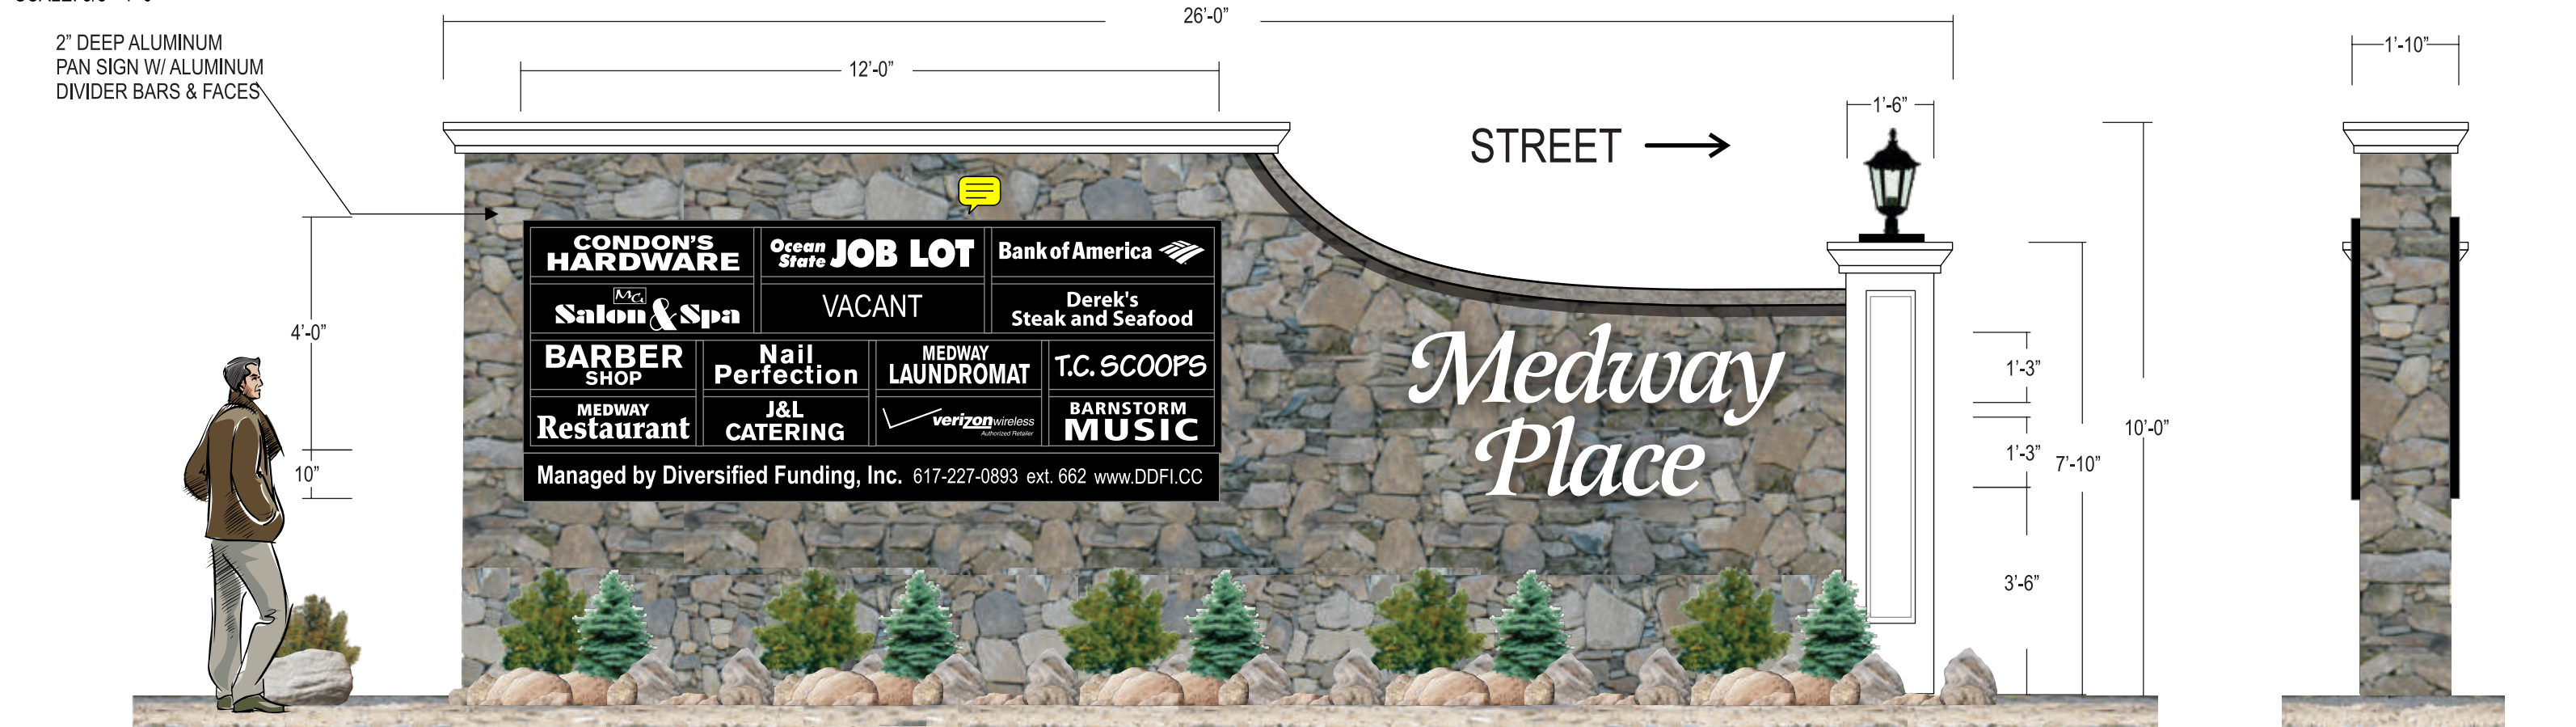 26'-0"
2" DEEP ALUMINUM
PAN SIGN W/ ALUMINUM
DIVIDER BARS & FACES
12'-0"
1'-10"
1'-6"
STREET
CONDON'S
HARDWARE
Ocean
State JOB LOT
Bank of America
MG
Salon & Spa
VACANT
Derek's
Steak and Seafood
BARBER
SHOP
Nail
Perfection
MEDWAY
LAUNDROMAT
T.C. SCOOPS
MEDWAY
Restaurant
J&L
CATERING
verizon wireless
Authorized Retailer
BARNSTORM
MUSIC
Managed by Diversified Funding, Inc. 617-227-0893 ext. 662 www.DDFI.CC
Medway
Place
4'-0"
10"
1'-3"
1'-3"
7'-10"
10'-0"
3'-6"